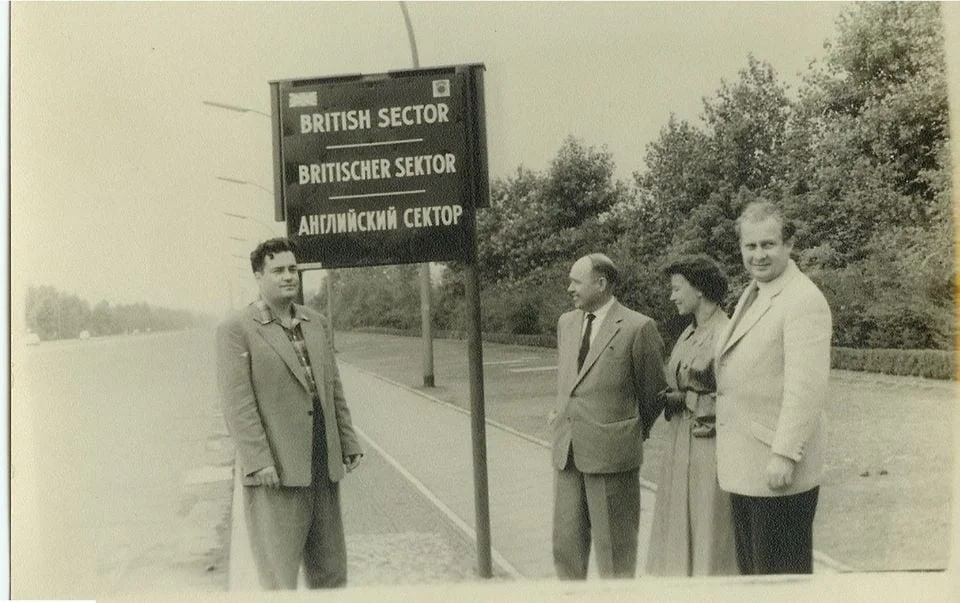 BRITISH SECTOR
BRITISCHER SEKTOR
АНГЛИЙСКИЙ СЕКТОР